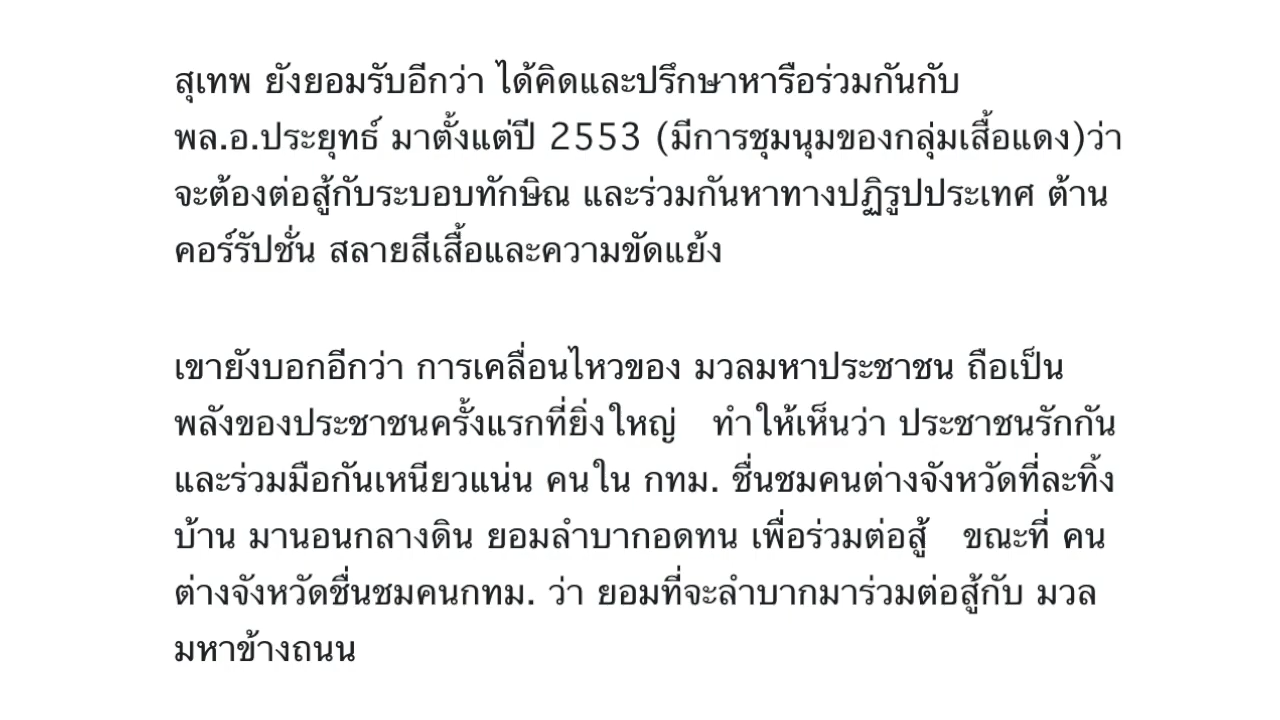 สุเทพ ยังยอมรับอีกว่า ได้คิดและปรึกษาหารือร่วมกันกับ
พล.อ.ประยุทธ์ มาตั้งแต่ปี 2553 (มีการชุมนุมของกลุ่มเสื้อแดง)ว่า
จะต้องต่อสู้กับระบอบทักษิณ และร่วมกันหาทางปฏิรูปประเทศ ต้าน
คอร์รัปชั่น สลายสีเสื้อและความขัดแย้ง
เขายังบอกอีกว่า การเคลื่อนไหวของ มวลมหาประชาชน ถือเป็น
พลังของประชาชนครั้งแรกที่ยิ่งใหญ่ ทำให้เห็นว่า ประชาชนรักกัน
และร่วมมือกันเหนียวแน่น คนใน กทม. ชื่นชมคนต่างจังหวัดที่ละทิ้ง
บ้าน มานอนกลางดิน ยอมลำบากอดทน เพื่อร่วมต่อสู้ ขณะที่ คน
ต่างจังหวัดชื่นชมคนกทม. ว่า ยอมที่จะลำบากมาร่วมต่อสู้กับ มวล
มหาข้างถนน